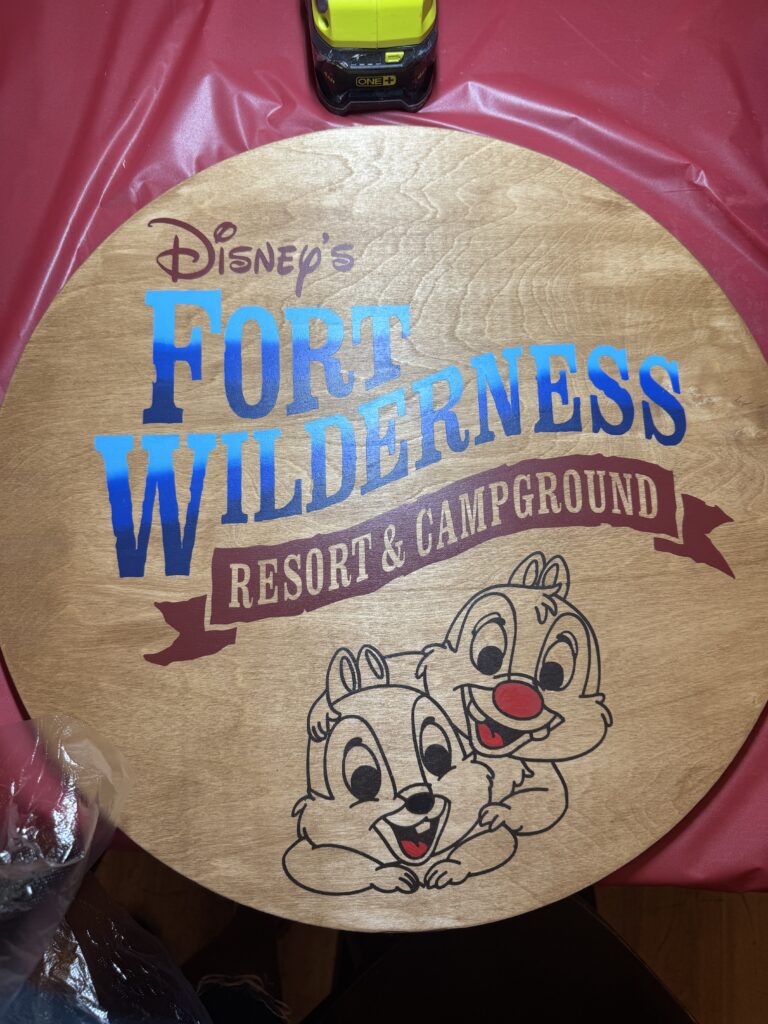 ONE+
Disney's
FORT
WILDERNESS
RESORT & CAMPGROUND